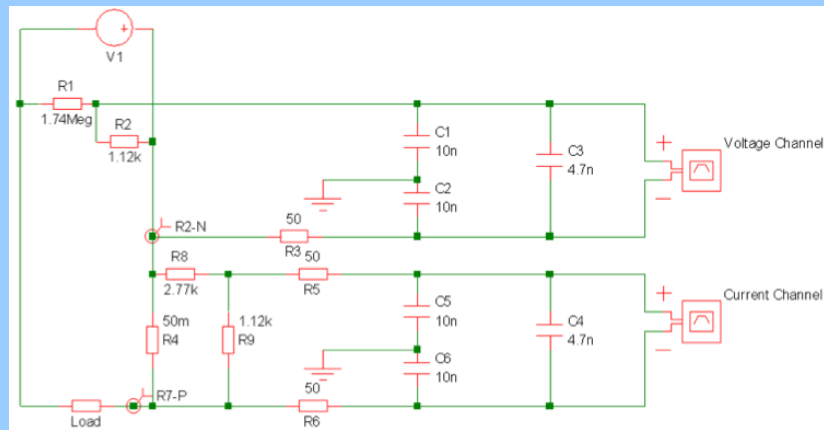 V1
R1
1.74Meg
R2
1.12k
C1
10n
C2
10n
C3
4.7n
+
Voltage Channel
−
R2-N
50
R3
R8
2.77k
50
R5
50m
R4
1.12k
R9
C5
10n
C6
10n
C4
4.7n
+
Current Channel
−
R7-P
Load
50
R6